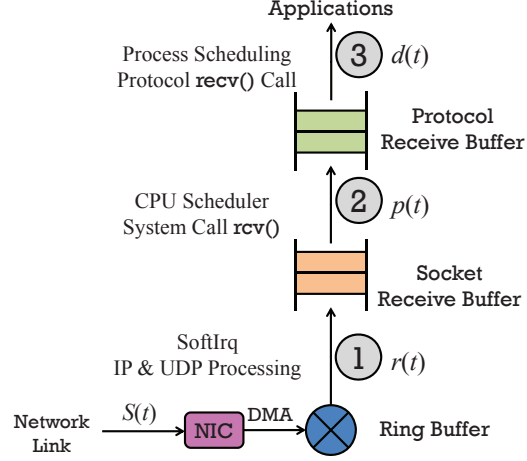 Applications
Process Scheduling
Protocol recv() Call
3
d(t)
Protocol
Receive Buffer
CPU Scheduler
System Call rcv()
2
p(t)
Socket
Receive Buffer
SoftIrq
IP & UDP Processing
1
r(t)
Network
Link
S(t)
NIC
DMA
Ring Buffer